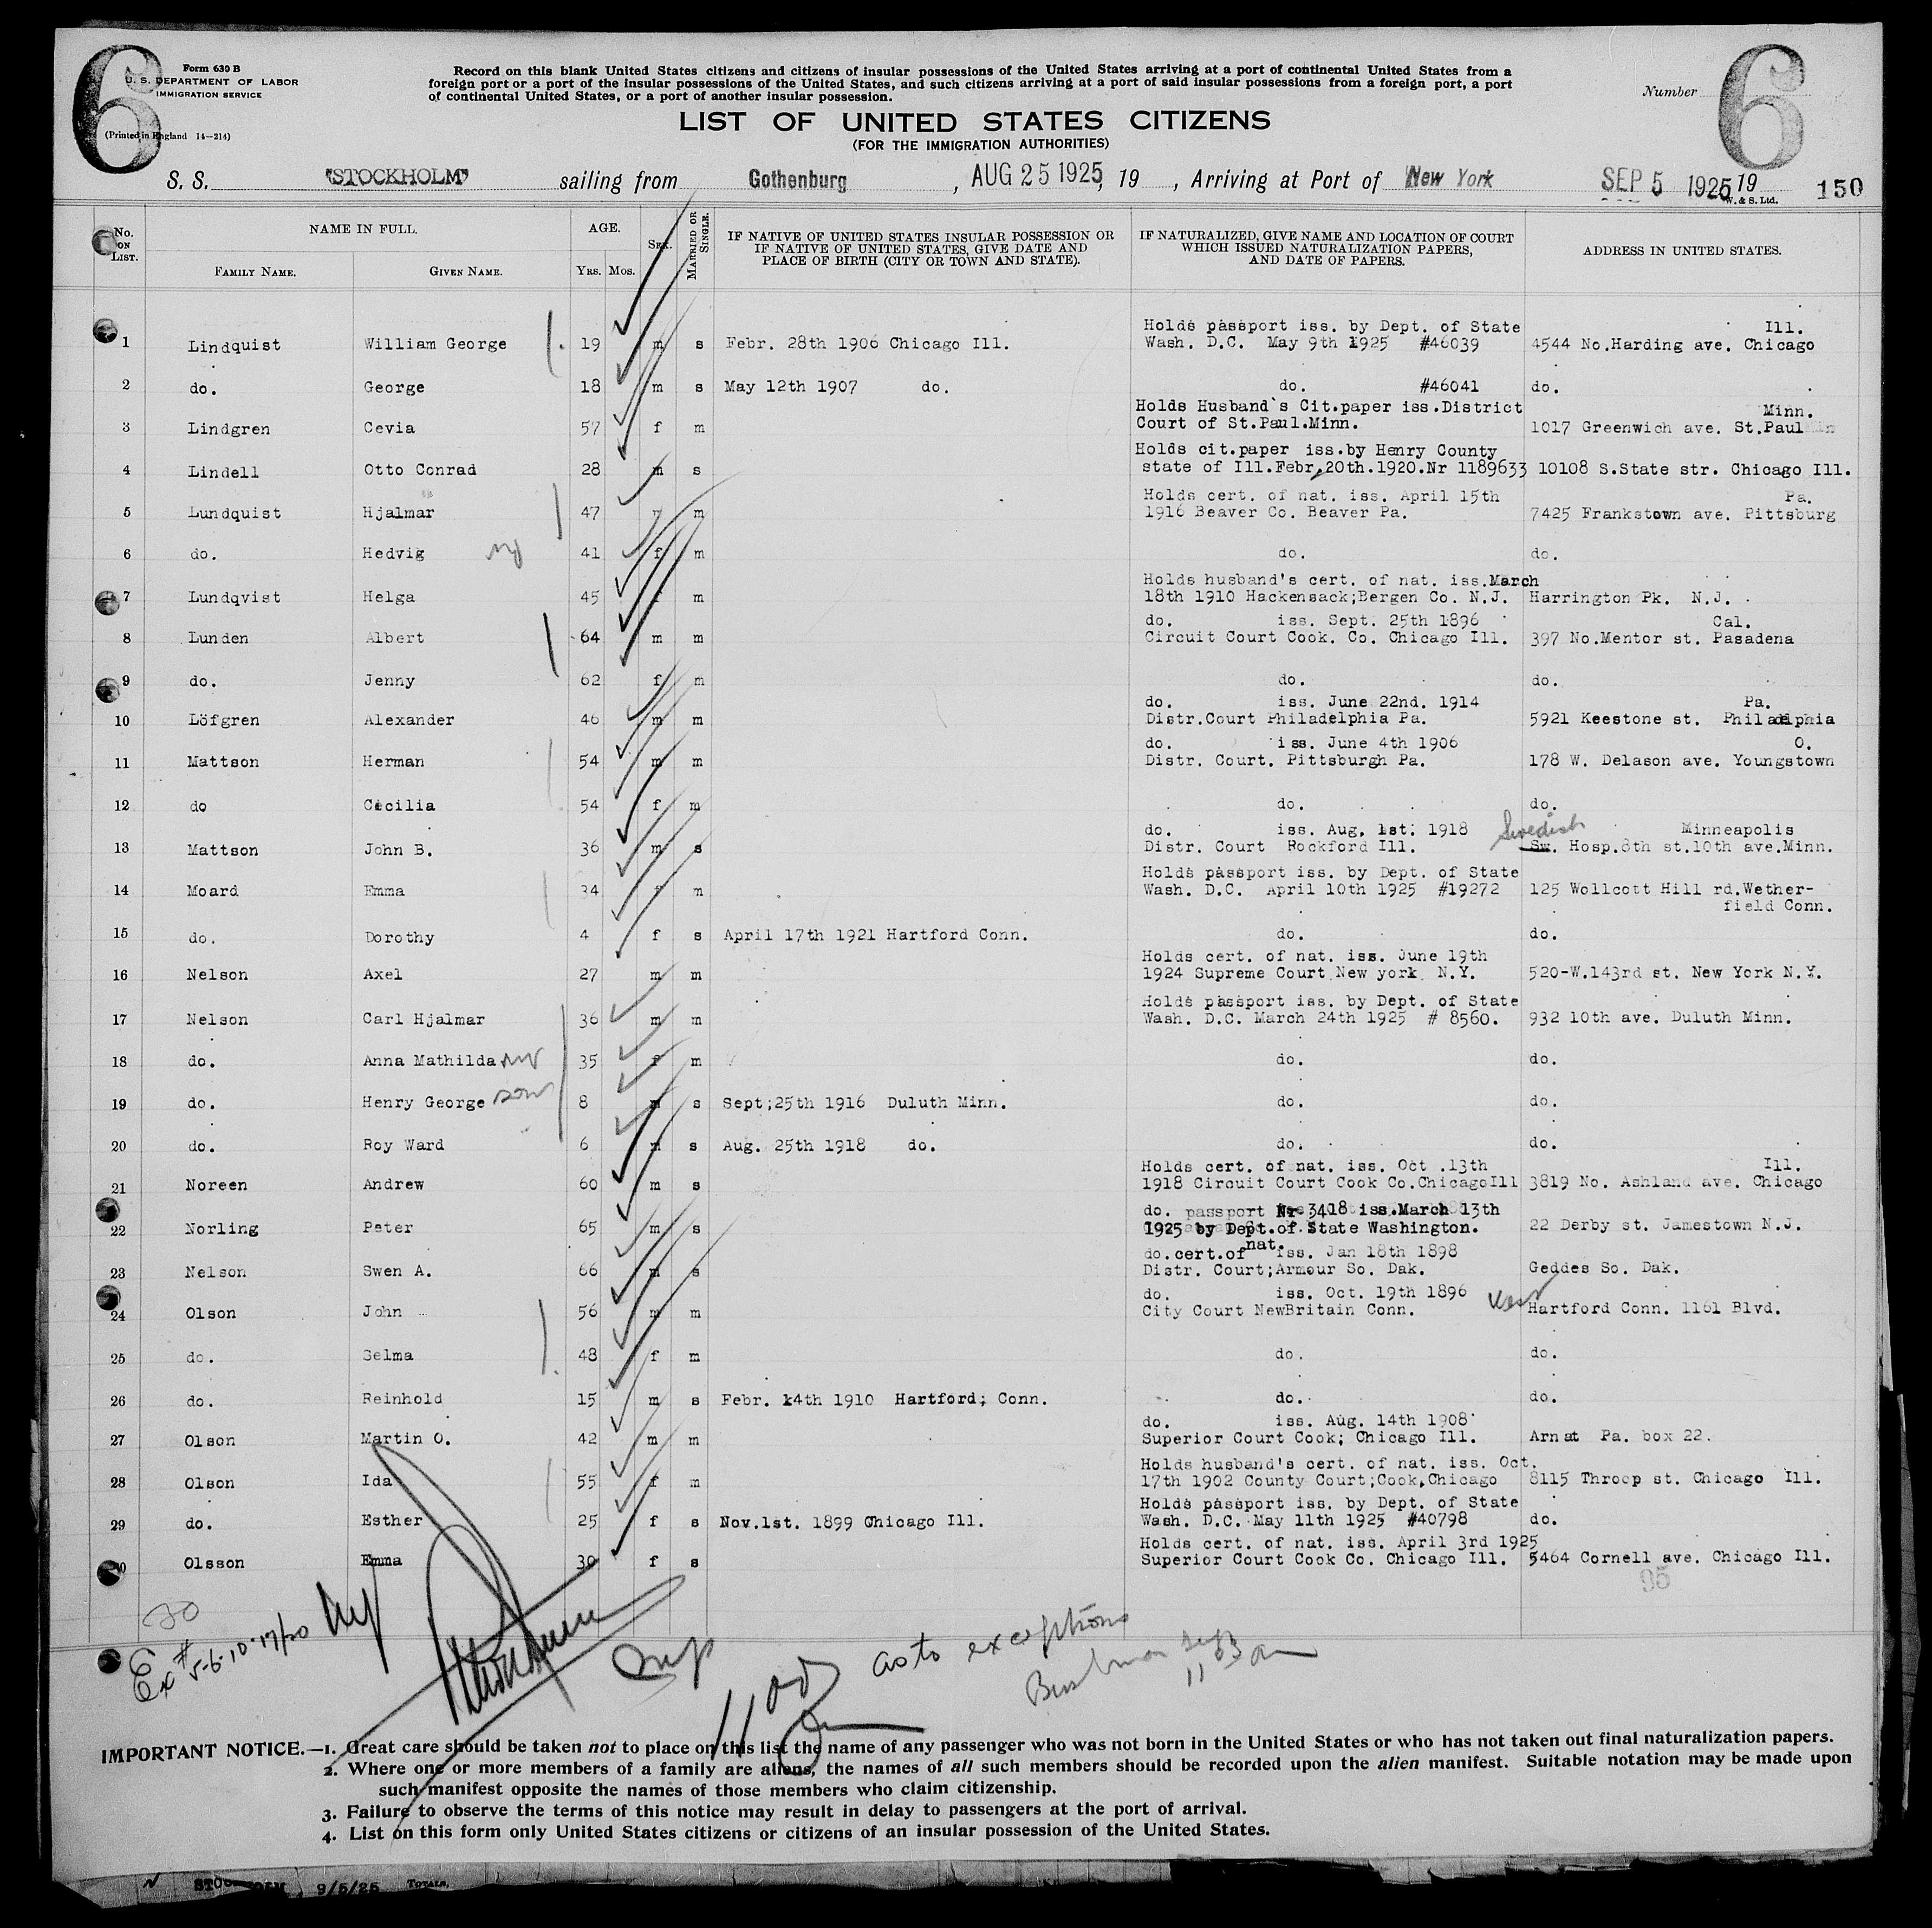 6
Form 630 B
U. S. DEPARTMENT OF LABOR
IMMIGRATION SERVICE
(Printed in England 14—214)
Record on this blank United States citizens and citizens of insular possessions of the United States arriving at a port of continental United States from a
foreign port or a port of the insular possessions of the United States, and such citizens arriving at a port of said insular possessions from a foreign port, a port
of continental United States, or a port of another insular possession.
Number
6
LIST OF UNITED STATES CITIZENS
(FOR THE IMMIGRATION AUTHORITIES)
S. S. "STOCKHOLM" sailing from Gothenburg, AUG 25 1925, 19 , Arriving at Port of New York SEP 5 1925 19 150
W. & S. Ltd.
No. ON LIST. NAME IN FULL. AGE. SEX. MARRIED OR SINGLE. IF NATIVE OF UNITED STATES INSULAR POSSESSION OR IF NATIVE OF UNITED STATES, GIVE DATE AND PLACE OF BIRTH (CITY OR TOWN AND STATE). IF NATURALIZED, GIVE NAME AND LOCATION OF COURT WHICH ISSUED NATURALIZATION PAPERS, AND DATE OF PAPERS. ADDRESS IN UNITED STATES.
FAMILY NAME. GIVEN NAME. YRS. MOS.
Holds passport iss. by Dept. of State Ill.
1 Lindquist William George 19 m s Febr. 28th 1906 Chicago Ill. Wash. D.C. May 9th 1925 #46039 4544 No.Harding ave. Chicago
2 do. George 18 m s May 12th 1907 do. do. #46041 do.
Holds Husband's Cit.paper iss.District Minn.
3 Lindgren Cevia 57 f m Court of St.Paul.Minn. 1017 Greenwich ave. St.Paul
Holds cit.paper iss.by Henry County
4 Lindell Otto Conrad 28 m s state of Ill.Febr,20th.1920.Nr 1189633 10108 S.State str. Chicago Ill.
Holds cert. of nat. iss. April 15th Pa.
5 Lundquist Hjalmar 47 m m 1916 Beaver Co. Beaver Pa. 7425 Frankstown ave. Pittsburg
6 do. Hedvig 41 f m do. do.
Holds husband's cert. of nat. iss.March
7 Lundqvist Helga 45 f m 18th 1910 Hackensack;Bergen Co. N.J. Harrington Pk. N.J.
do. iss. Sept. 25th 1896 Cal.
8 Lunden Albert 64 m m Circuit Court Cook. Co. Chicago Ill. 397 No.Mentor st. Pasadena
9 do. Jenny 62 f m do. do.
do. iss. June 22nd. 1914 Pa.
10 Löfgren Alexander 46 m m Distr.Court Philadelphia Pa. 5921 Keestone st. Philadelphia
do. iss. June 4th 1906 O.
11 Mattson Herman 54 m m Distr. Court. Pittsburgh Pa. 178 W. Delason ave. Youngstown
12 do Cecilia 54 f m do. do.
do. iss. Aug. 1st. 1918 Swedish Minneapolis
13 Mattson John B. 36 m s Distr. Court Rockford Ill. Sw. Hosp.8th st.10th ave.Minn.
Holds passport iss. by Dept. of State
14 Moard Emma 34 f m Wash. D.C. April 10th 1925 #19272 125 Wollcott Hill rd.Wether-
field Conn.
15 do. Dorothy 4 f s April 17th 1921 Hartford Conn. do. do.
Holds cert. of nat. iss. June 19th
16 Nelson Axel 27 m m 1924 Supreme Court New york N.Y. 520-W.143rd st. New York N.Y.
Holds passport iss. by Dept. of State
17 Nelson Carl Hjalmar 36 m m Wash. D.C. March 24th 1925 # 8560. 932 10th ave. Duluth Minn.
18 do. Anna Mathilda 35 f m do. do.
19 do. Henry George son 8 m s Sept;25th 1916 Duluth Minn. do. do.
20 do. Roy Ward 6 m s Aug. 25th 1918 do. do. do.
Holds cert. of nat. iss. Oct .13th Ill.
21 Noreen Andrew 60 m s 1918 Circuit Court Cook Co.ChicagoIll 3819 No. Ashland ave. Chicago
do. passport Nr 3408 iss.March 13th
22 Norling Peter 65 m s 1925 by Dept.of State Washington. 22 Derby st. Jamestown N.J.
do.cert.of nat. iss. Jan 18th 1898
23 Nelson Swen A. 66 m s Distr. Court;Armour So. Dak. Geddes So. Dak.
do. iss. Oct. 19th 1896
24 Olson John 56 m m City Court NewBritain Conn. Hartford Conn. 1161 Blvd.
25 do. Selma 48 f m do. do.
26 do. Reinhold 15 m s Febr. 14th 1910 Hartford; Conn. do. do.
do. iss. Aug. 14th 1908
27 Olson Martin O. 42 m m Superior Court Cook; Chicago Ill. Arnat Pa. box 22.
Holds husband's cert. of nat. iss. Oct.
28 Olson Ida 55 f m 17th 1902 County Court;Cook,Chicago 8115 Throop st. Chicago Ill.
Holds passport iss. by Dept. of State
29 do. Esther 25 f s Nov.1st. 1899 Chicago Ill. Wash. D.C. May 11th 1925 #40798 do.
Holds cert. of nat. iss. April 3rd 1925
30 Olsson Emma 30 f s Superior Court Cook Co. Chicago Ill. 5464 Cornell ave. Chicago Ill.
95
30
Ex # 5-6-10-17/20
as to exceptions
IMPORTANT NOTICE.—1. Great care should be taken not to place on this list the name of any passenger who was not born in the United States or who has not taken out final naturalization papers.
2. Where one or more members of a family are aliens, the names of all such members should be recorded upon the alien manifest. Suitable notation may be made upon
such manifest opposite the names of those members who claim citizenship.
3. Failure to observe the terms of this notice may result in delay to passengers at the port of arrival.
4. List on this form only United States citizens or citizens of an insular possession of the United States.
9/5/25 TOTALS,